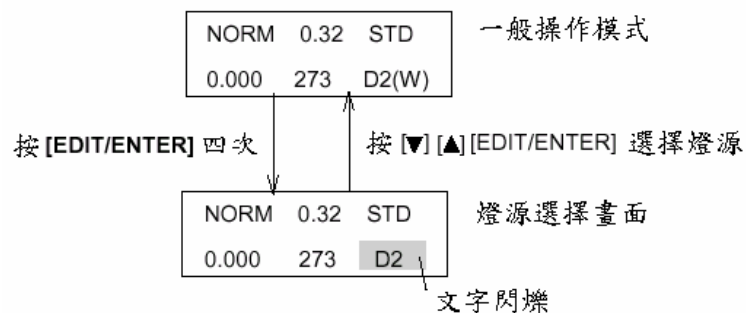 NORM 0.32 STD 一般操作模式
0.000 273 D2(W)
按 [EDIT/ENTER] 四次 按 [▼] [▲] [EDIT/ENTER] 選擇燈源
NORM 0.32 STD 燈源選擇畫面
0.000 273 D2
文字閃爍